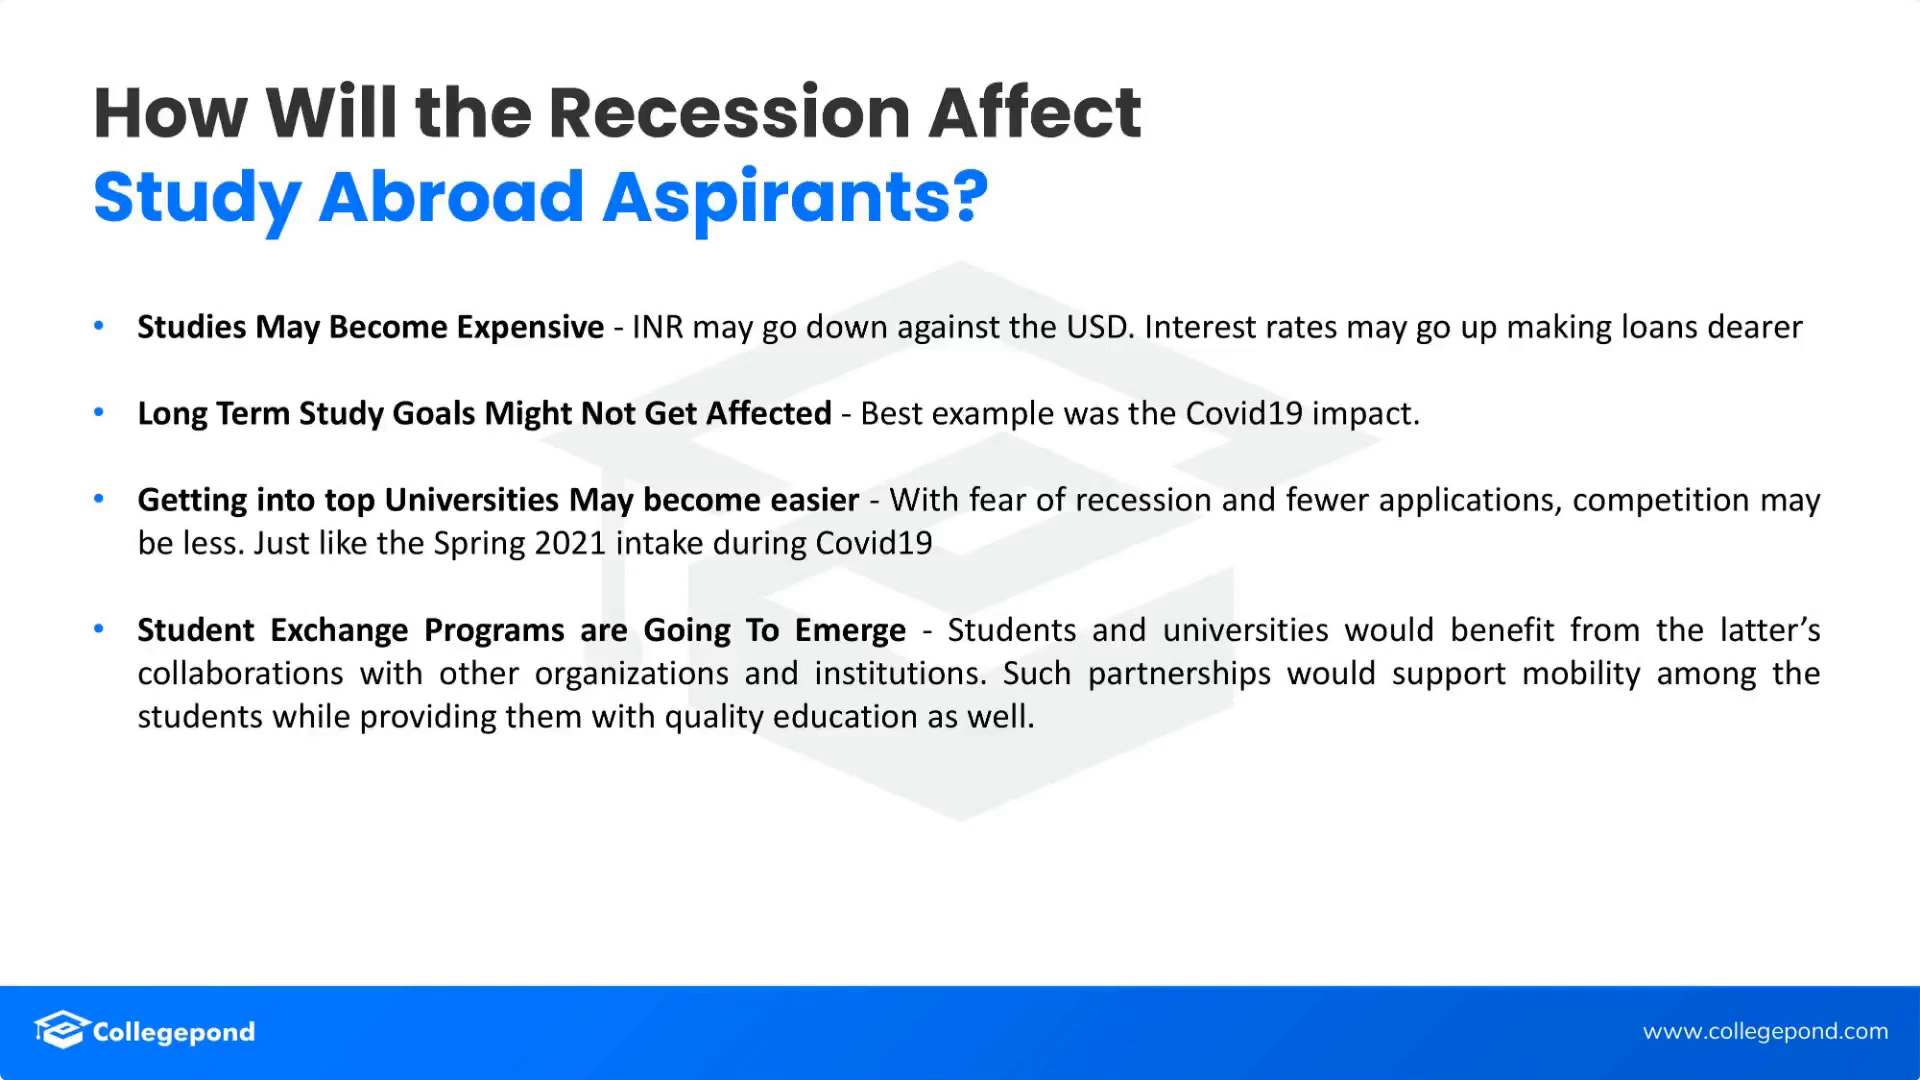 How Will the Recession Affect
Study Abroad Aspirants?
• Studies May Become Expensive - INR may go down against the USD. Interest rates may go up making loans dearer
• Long Term Study Goals Might Not Get Affected - Best example was the Covid19 impact.
• Getting into top Universities May become easier - With fear of recession and fewer applications, competition may
be less. Just like the Spring 2021 intake during Covid19
• Student Exchange Programs are Going To Emerge - Students and universities would benefit from the latter’s
collaborations with other organizations and institutions. Such partnerships would support mobility among the
students while providing them with quality education as well.
Collegepond
www.collegepond.com